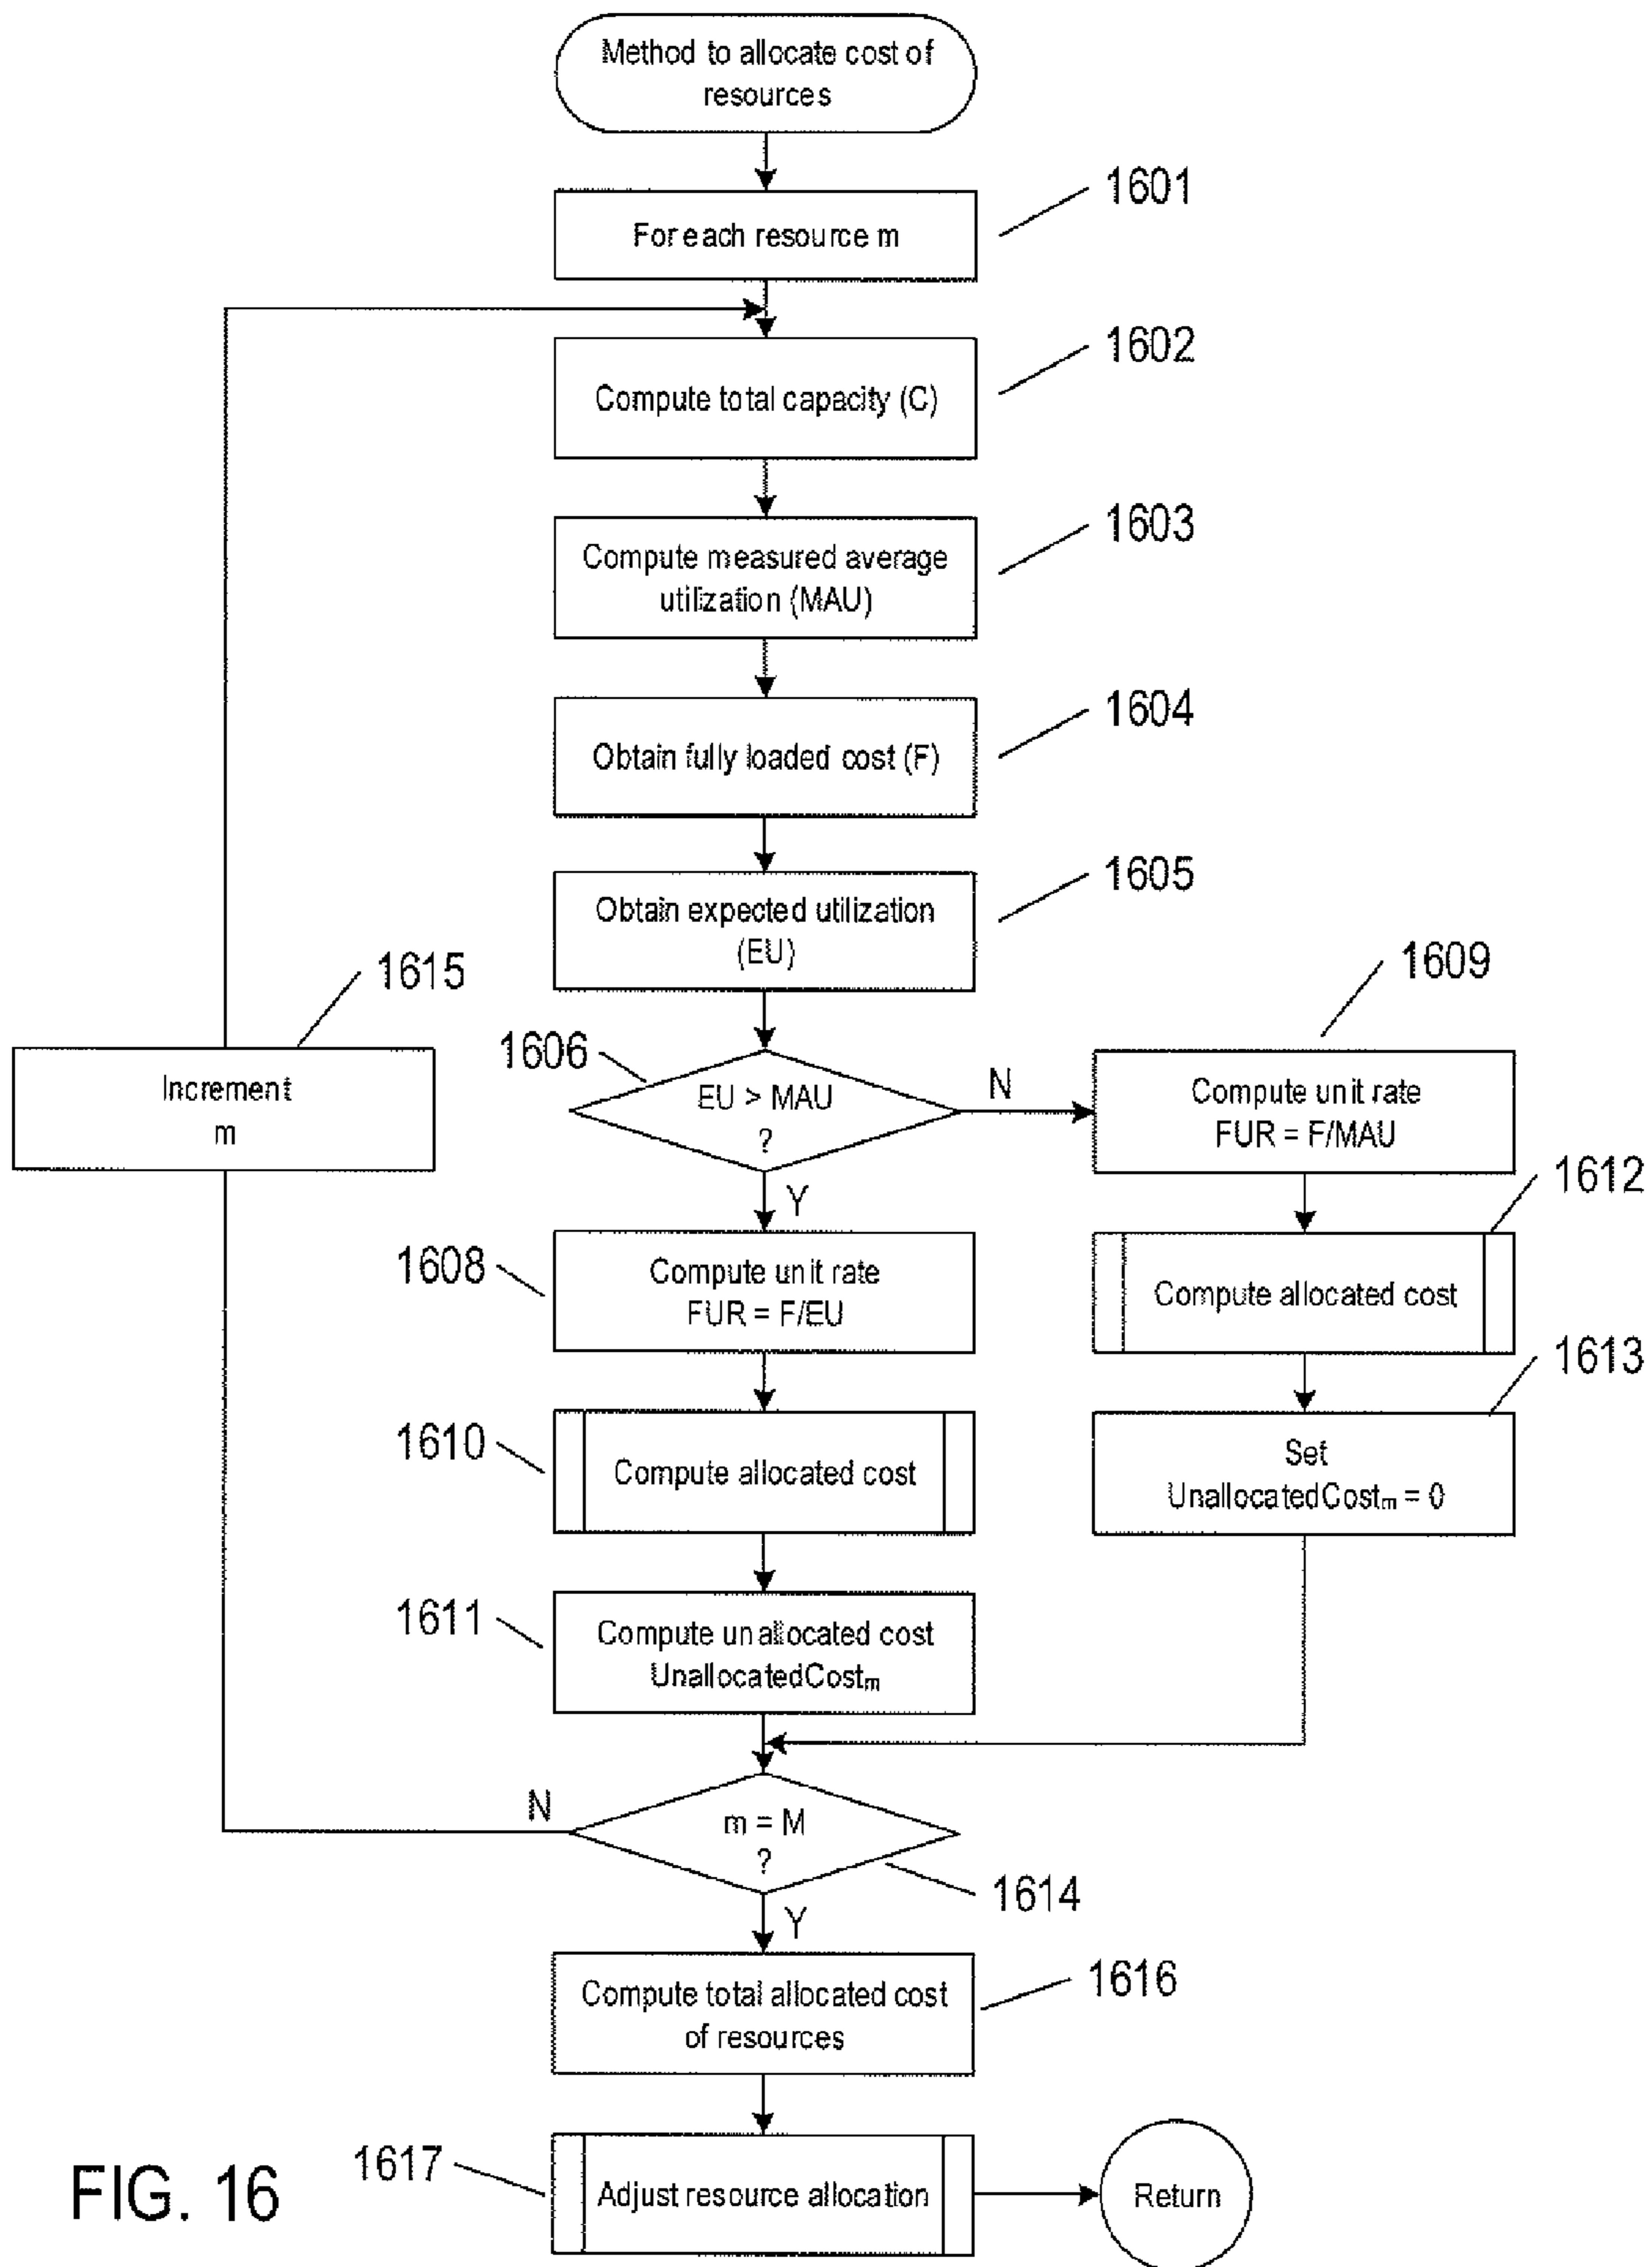 Method to allocate cost of
resources
1601
For each resource m
1602
Compute total capacity (C)
1603
Compute measured average
utilization (MAU)
1604
Obtain fully loaded cost (F)
1605
Obtain expected utilization
(EU)
1615
Increment
m
1606
EU > MAU
?
N
Y
1609
Compute unit rate
FUR = F/MAU
1612
Compute allocated cost
1613
Set
UnallocatedCostₘ = 0
1608
Compute unit rate
FUR = F/EU
1610
Compute allocated cost
1611
Compute unallocated cost
UnallocatedCostₘ
N
m = M
?
1614
Y
1616
Compute total allocated cost
of resources
1617
Adjust resource allocation
Return
FIG. 16